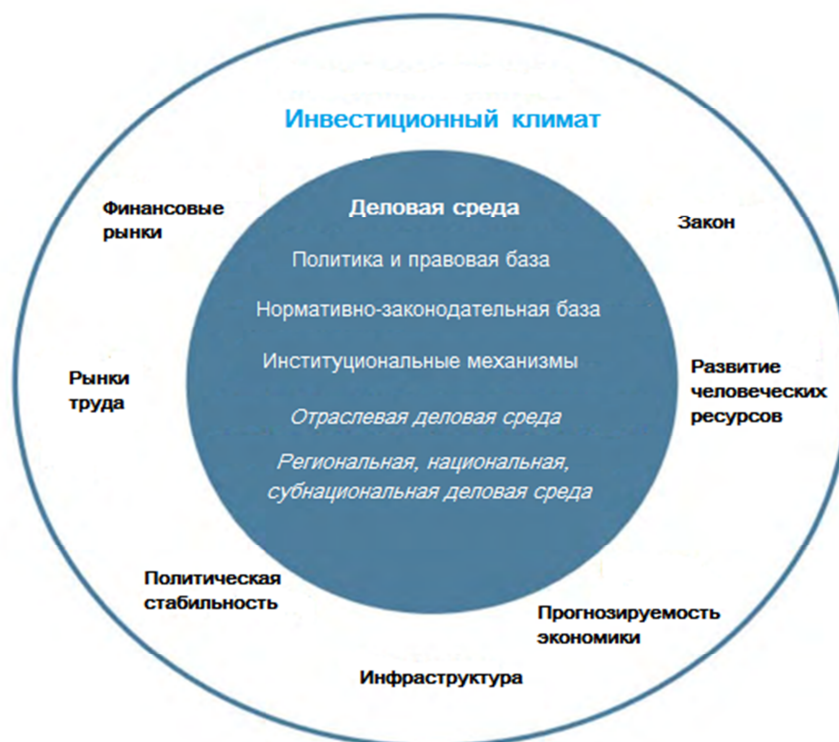 Инвестиционный климат
Финансовые
рынки
Деловая среда
Закон
Политика и правовая база
Нормативно-законодательная база
Институциональные механизмы
Рынки
труда
Развитие
человеческих
ресурсов
Отраслевая деловая среда
Региональная, национальная,
субнациональная деловая среда
Политическая
стабильность
Прогнозируемость
экономики
Инфраструктура